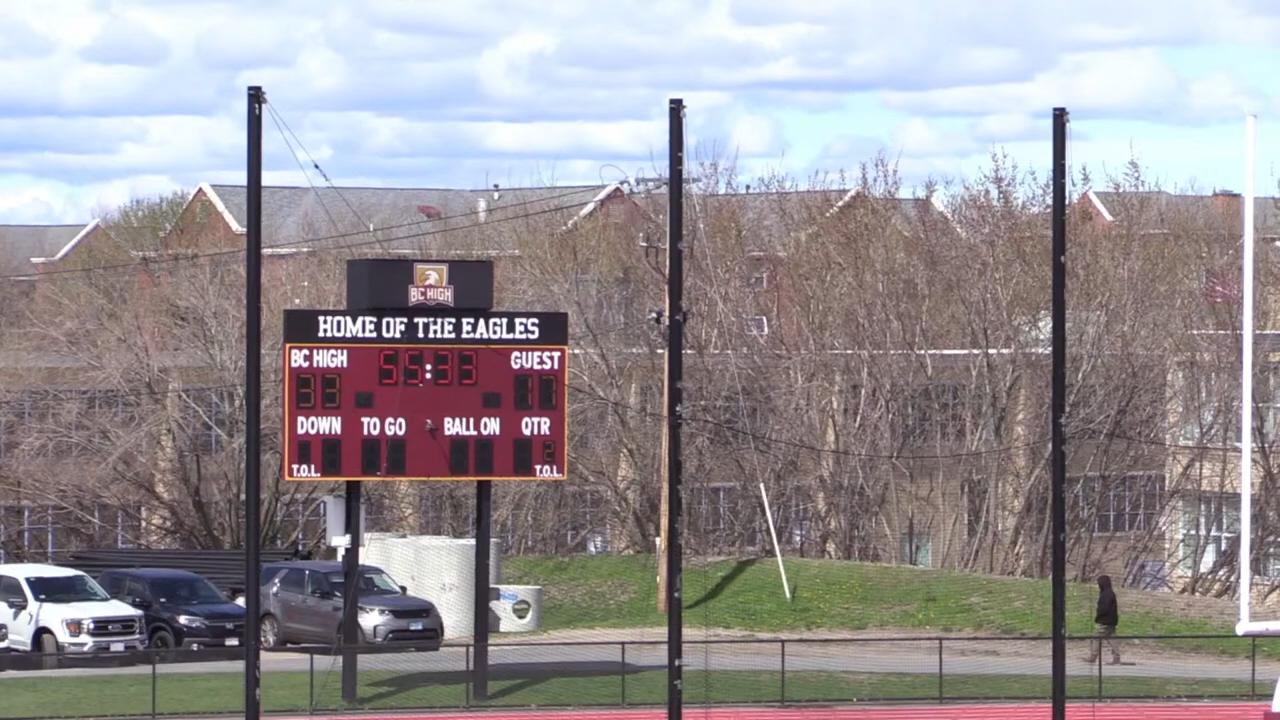 BC HIGH
HOME OF THE EAGLES
BC HIGH 55:33 GUEST
33 11
DOWN TO GO BALL ON QTR
2
T.O.L. T.O.L.